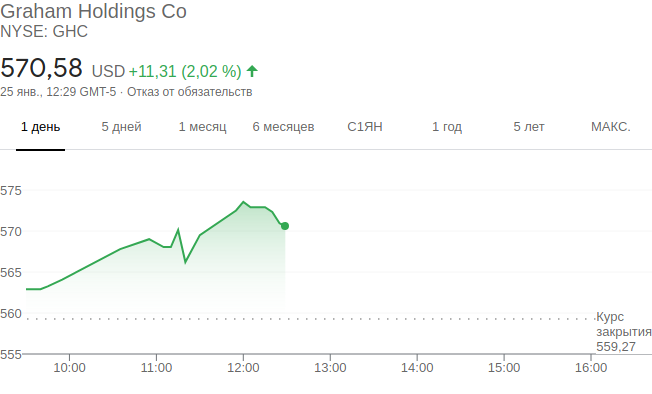 Graham Holdings Co
NYSE: GHC
570,58 USD +11,31 (2,02 %)
25 янв., 12:29 GMT-5 · Отказ от обязательств
1 день 5 дней 1 месяц 6 месяцев С1ЯН 1 год 5 лет МАКС.
575
570
565
560
Курс
закрытия
559,27
555
10:00 11:00 12:00 13:00 14:00 15:00 16:00